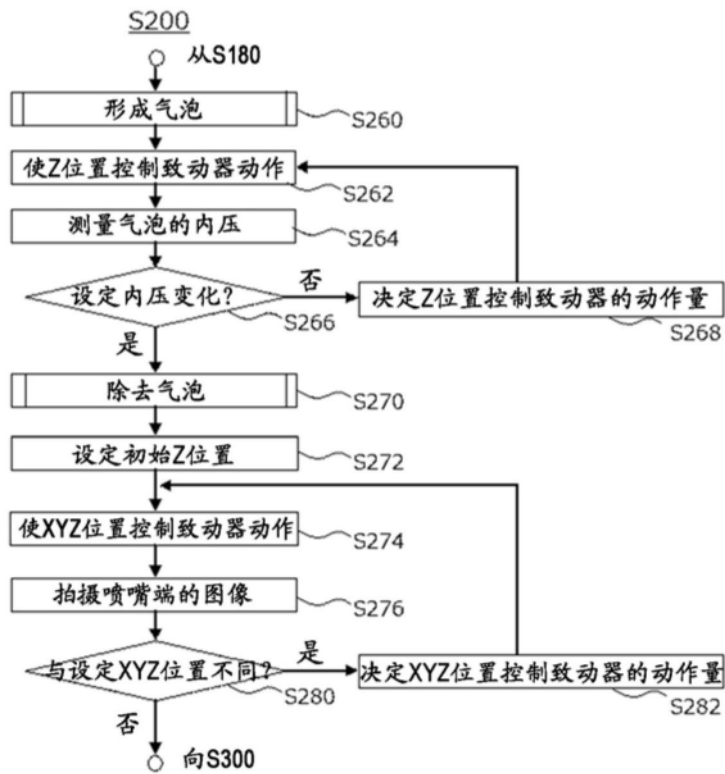 S200
从S180
形成气泡
S260
使Z位置控制致动器动作
S262
测量气泡的内压
S264
设定内压变化?
否
S266
决定Z位置控制致动器的动作量
S268
是
除去气泡
S270
设定初始Z位置
S272
使XYZ位置控制致动器动作
S274
拍摄喷嘴端的图像
S276
与设定XYZ位置不同?
是
S280
决定XYZ位置控制致动器的动作量
S282
否
向S300